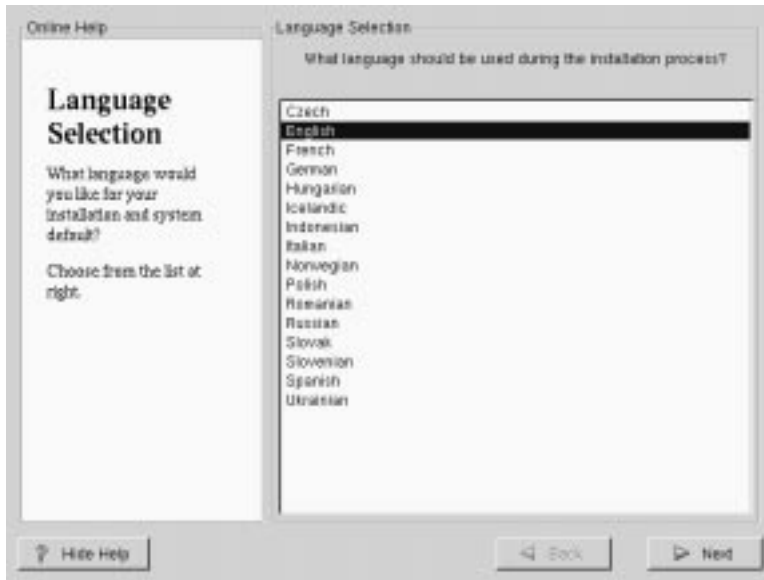 Online Help
Language
Selection
What language would
you like for your
installation and system
default?
Choose from the list at
right.
Language Selection
What language should be used during the installation process?
Czech
English
French
German
Hungarian
Icelandic
Indonesian
Italian
Norwegian
Polish
Romanian
Russian
Slovak
Slovenian
Spanish
Ukrainian
Hide Help
Back
Next